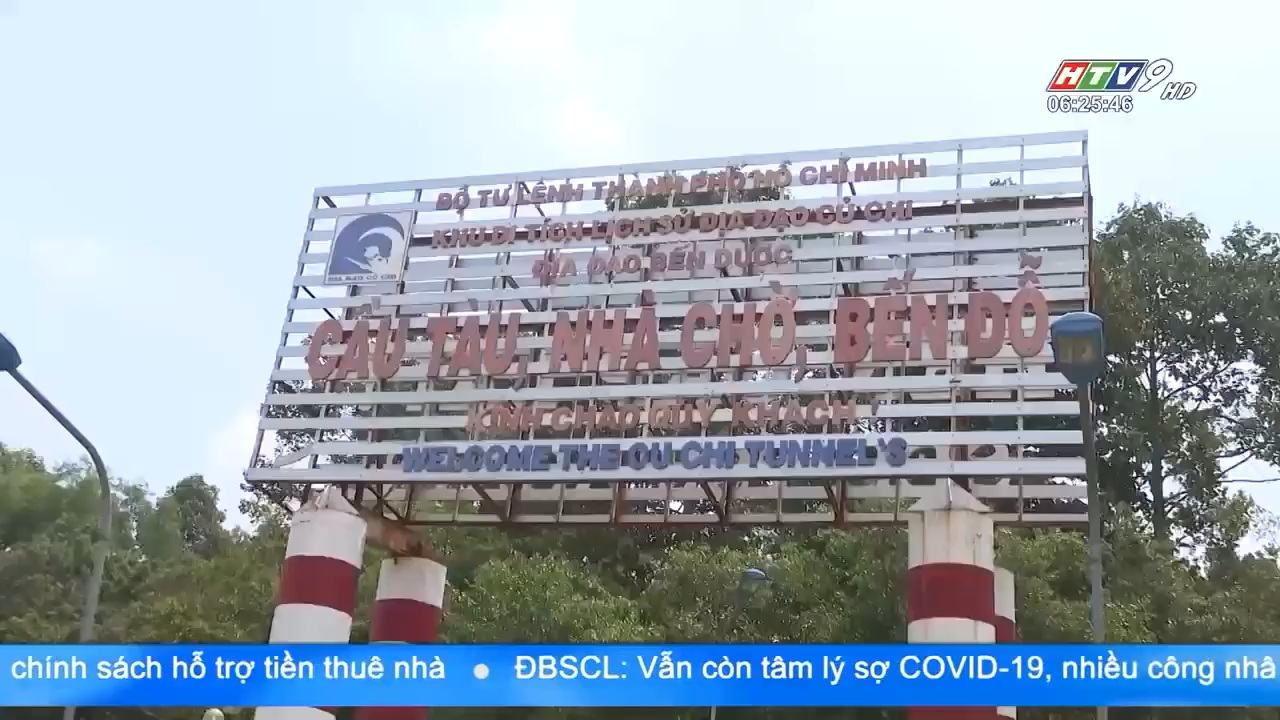 HTV9 HD
06:25:46
BỘ TƯ LỆNH THÀNH PHỐ HỒ CHÍ MINH
KHU DI TÍCH LỊCH SỬ ĐỊA ĐẠO CỦ CHI
ĐỊA ĐẠO BẾN DƯỢC
CẦU TÀU, NHÀ CHỜ, BẾN ĐỖ
KÍNH CHÀO QUÝ KHÁCH
WELCOME THE CU CHI TUNNEL'S
chính sách hỗ trợ tiền thuê nhà • ĐBSCL: Vẫn còn tâm lý sợ COVID-19, nhiều công nhâ